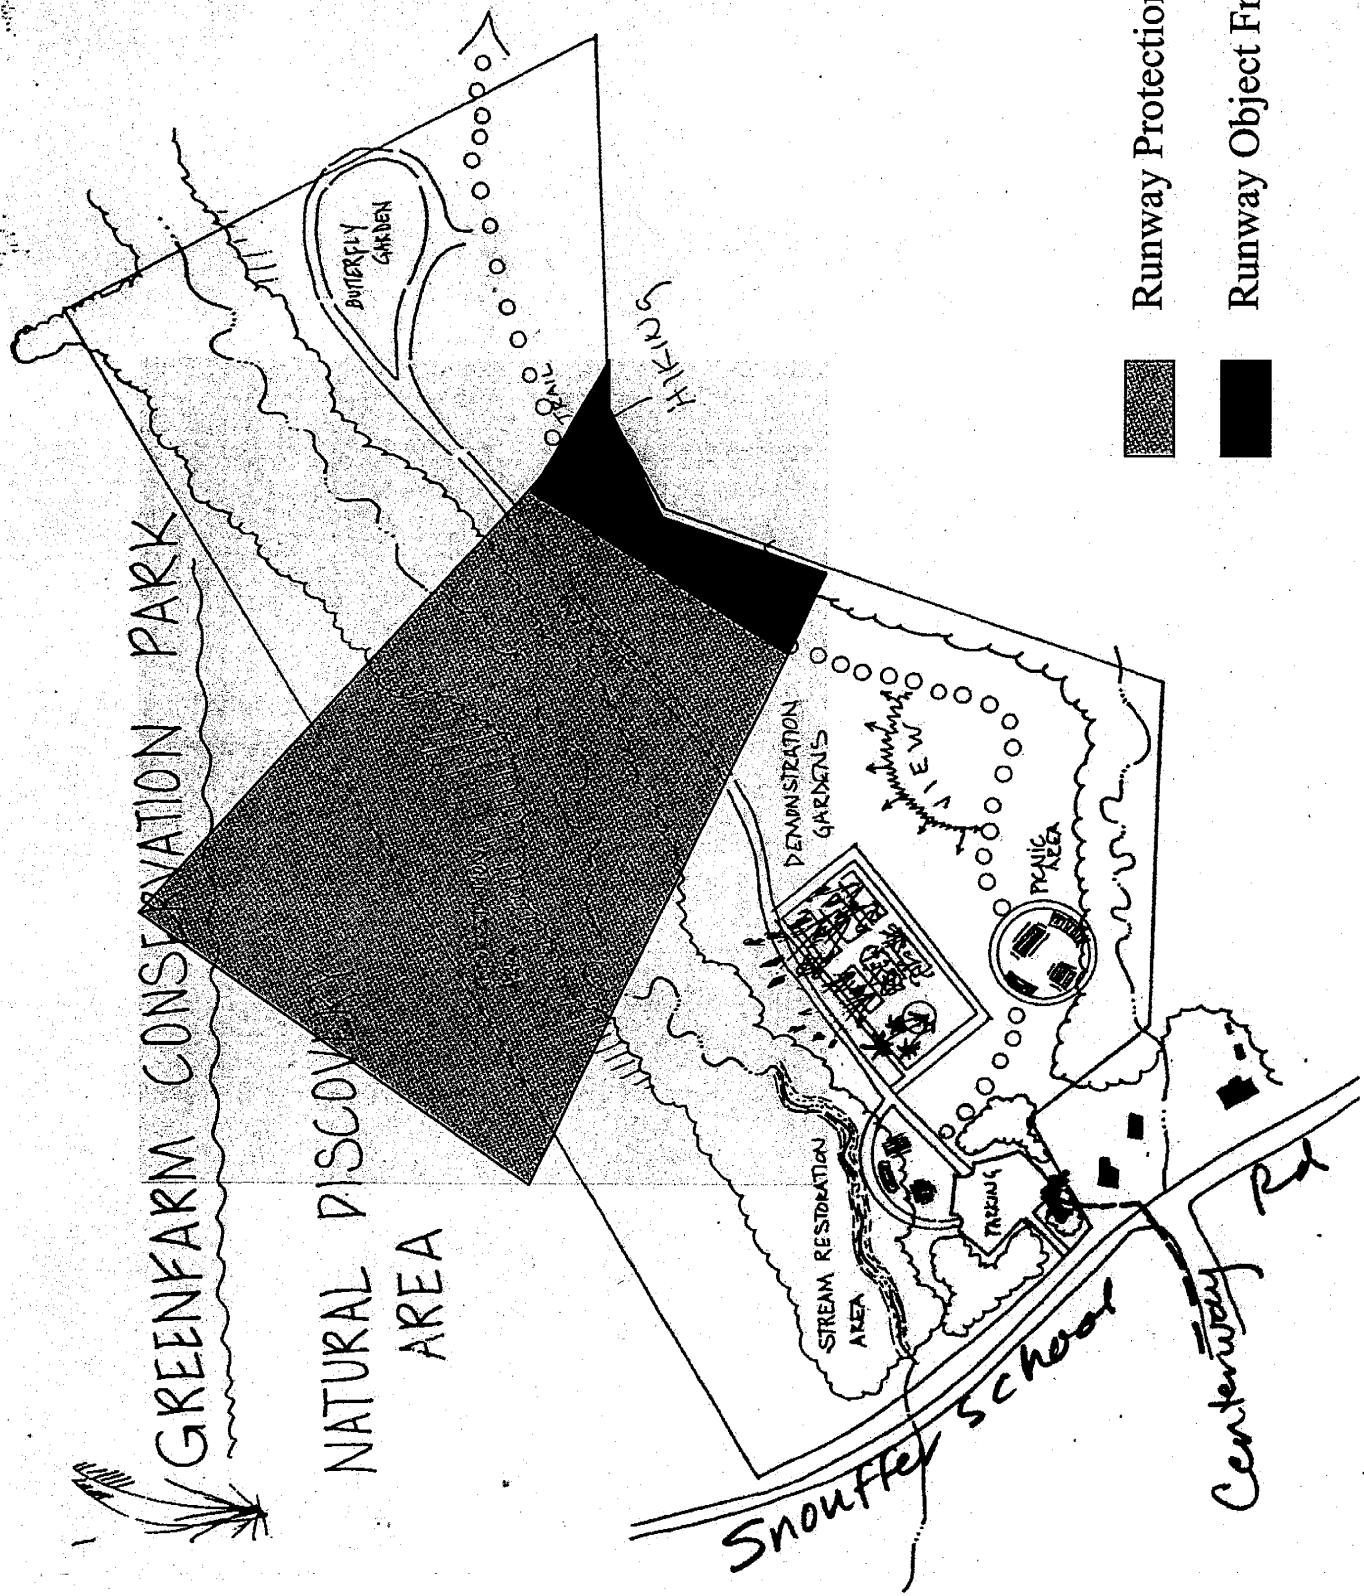 GREENFARM CONSERVATION PARK
NATURAL DISCOV
AREA
BUTTERFLY
GARDEN
TRAIL
HIKING
DEMONSTRATION
GARDENS
VIEW
PICNIC
AREA
STREAM RESTORATION
AREA
PARKING
Snouffer School
Centerway Rd
Runway Protection
Runway Object Fr